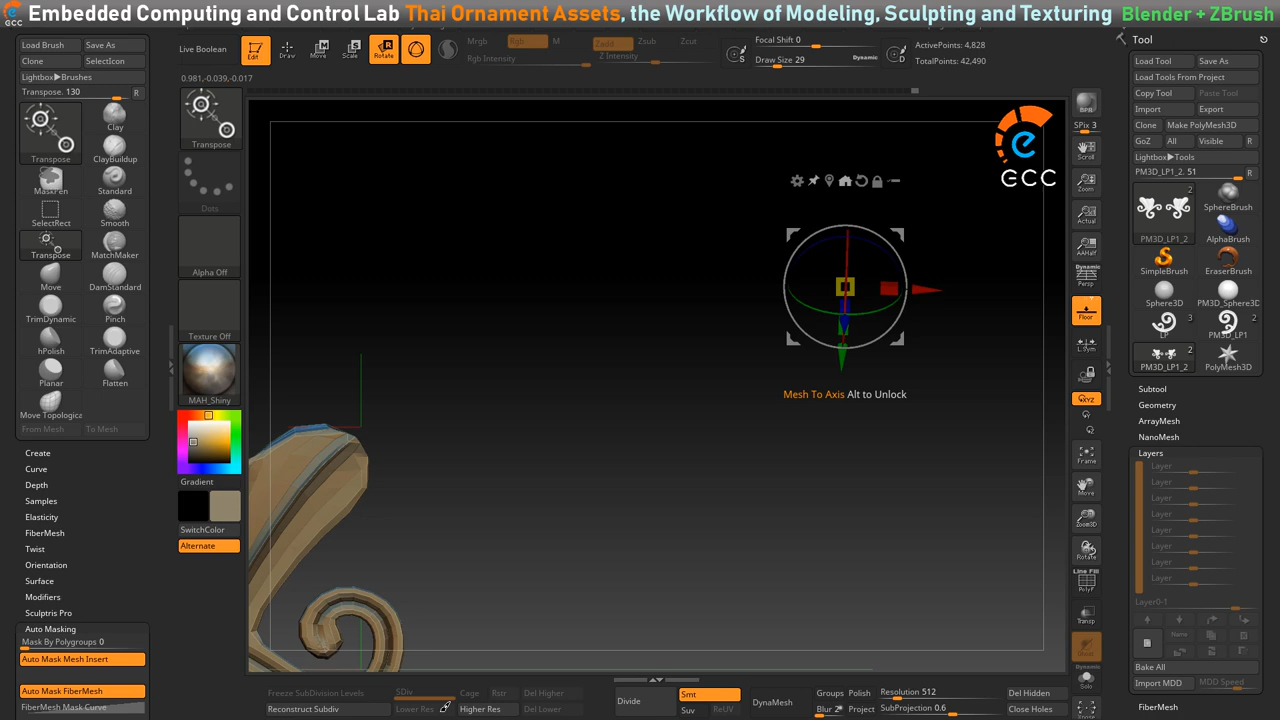 Embedded Computing and Control Lab Thai Ornament Assets, the Workflow of Modeling, Sculpting and Texturing Blender + ZBrush
ECC
Load Brush Save As
Clone SelectIcon
Lightbox▶Brushes
Transpose. 130 R
Transpose Clay
ClayBuildup
MaskPen Standard
SelectRect Smooth
Transpose MatchMaker
Move DamStandard
TrimDynamic Pinch
hPolish TrimAdaptive
Planar Flatten
Move Topologica
From Mesh To Mesh
Create
Curve
Depth
Samples
Elasticity
FiberMesh
Twist
Orientation
Surface
Modifiers
Sculptris Pro
Auto Masking
Mask By Polygroups 0
Auto Mask Mesh Insert
Auto Mask FiberMesh
FiberMesh Mask Curve
Live Boolean Edit Draw Move Scale Rotate
Mrgb Rgb M Zadd Zsub Zcut
Rgb Intensity Z Intensity
S Focal Shift 0
Draw Size 29 Dynamic D
ActivePoints: 4,828
TotalPoints: 42,490
0.981,-0.039,-0.017
Transpose
Dots
Alpha Off
Texture Off
MAH_Shiny
Gradient
SwitchColor
Alternate
GCC
Mesh To Axis Alt to Unlock
BPR
SPix 3
Scroll
Zoom
Actual
AAHalf
Dynamic
Persp
Floor
L.Sym
XYZ
Frame
Move
Zoom3D
Rotate
Line Fill
PolyF
Transp
Dynamic
Solo
Xpose
Tool
Load Tool Save As
Load Tools From Project
Copy Tool Paste Tool
Import Export
Clone Make PolyMesh3D
GoZ All Visible R
Lightbox▶Tools
PM3D_LP1_2. 51 R
2
PM3D_LP1_2 SphereBrush
AlphaBrush
SimpleBrush EraserBrush
Sphere3D PM3D_Sphere3D
3 2
LP PM3D_LP1
2
PM3D_LP1_2 PolyMesh3D
Subtool
Geometry
ArrayMesh
NanoMesh
Layers
Layer
Layer
Layer
Layer
Layer
Layer
Layer
Layer
Layer0-1
Name
Bake All
Import MDD MDD Speed
FiberMesh
Freeze SubDivision Levels SDiv Cage Rstr Del Higher
Reconstruct Subdiv Lower Res Higher Res Del Lower
Divide Smt
Suv ReUV
DynaMesh
Groups Polish Resolution 512 Del Hidden
Blur 2 Project SubProjection 0.6 Close Holes